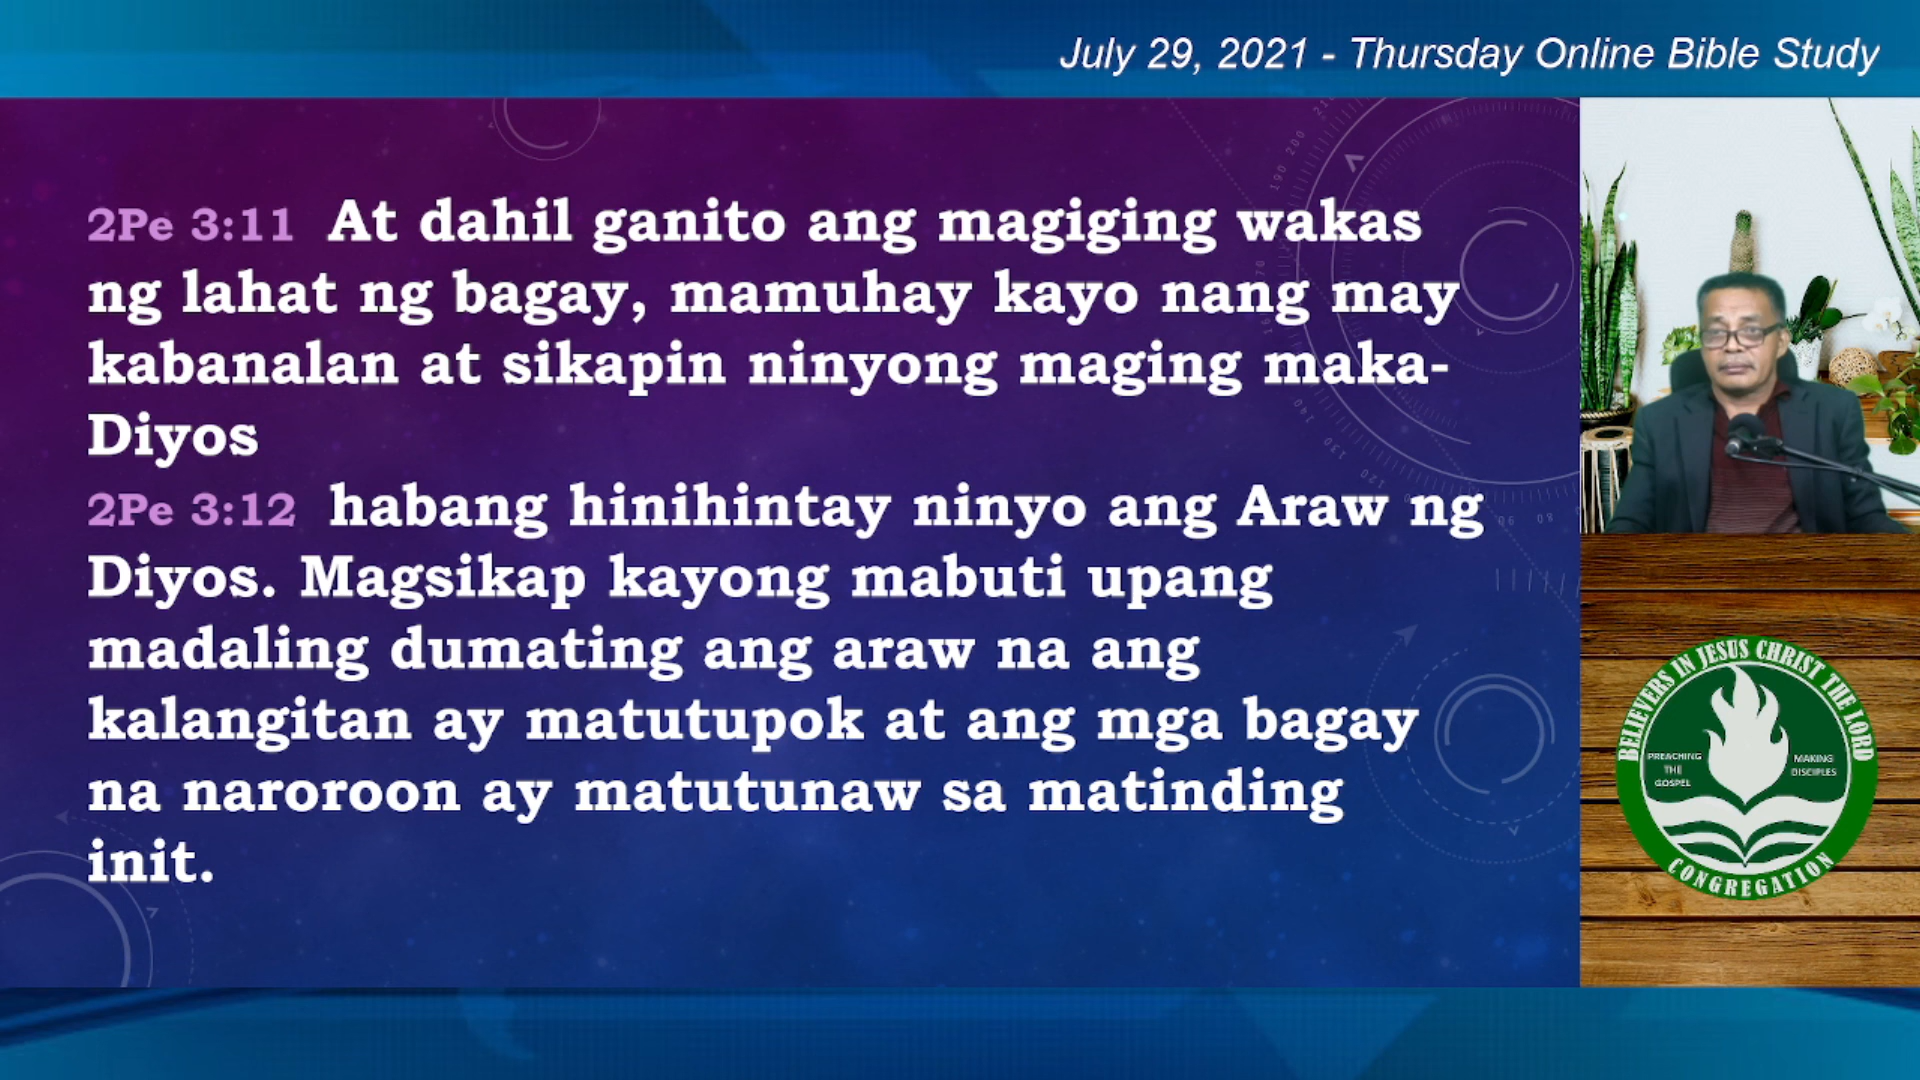 July 29, 2021 - Thursday Online Bible Study
2Pe 3:11 At dahil ganito ang magiging wakas
ng lahat ng bagay, mamuhay kayo nang may
kabanalan at sikapin ninyong maging maka-
Diyos
2Pe 3:12 habang hinihintay ninyo ang Araw ng
Diyos. Magsikap kayong mabuti upang
madaling dumating ang araw na ang
kalangitan ay matutupok at ang mga bagay
na naroroon ay matutunaw sa matinding
init.
BELIEVERS IN JESUS CHRIST THE LORD
PREACHING
THE
GOSPEL
MAKING
DISCIPLES
CONGREGATION